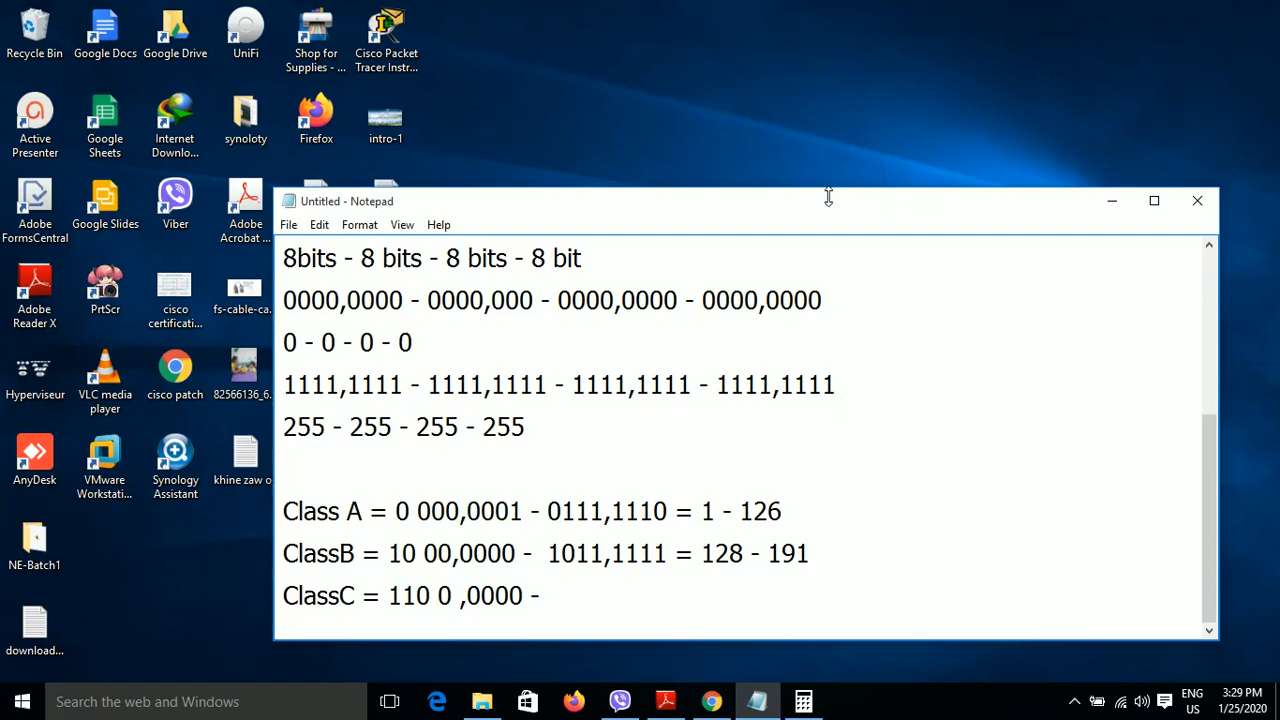 Recycle Bin
Google Docs
Google Drive
UniFi
Shop for
Supplies - ...
Cisco Packet
Tracer Instr...
Active
Presenter
Google
Sheets
Internet
Downlo...
synoloty
Firefox
intro-1
Adobe
FormsCentral
Google Slides
Viber
Adobe
Acrobat ...
Adobe
Reader X
PrtScr
cisco
certificati...
fs-cable-ca...
Hyperviseur
VLC media
player
cisco patch
82566136_6...
AnyDesk
VMware
Workstati...
Synology
Assistant
khine zaw o
NE-Batch1
download...
Untitled - Notepad
File Edit Format View Help
8bits - 8 bits - 8 bits - 8 bit
0000,0000 - 0000,000 - 0000,0000 - 0000,0000
0 - 0 - 0 - 0
1111,1111 - 1111,1111 - 1111,1111 - 1111,1111
255 - 255 - 255 - 255
Class A = 0 000,0001 - 0111,1110 = 1 - 126
ClassB = 10 00,0000 -  1011,1111 = 128 - 191
ClassC = 110 0 ,0000 -
Search the web and Windows
ENG
US
3:29 PM
1/25/2020